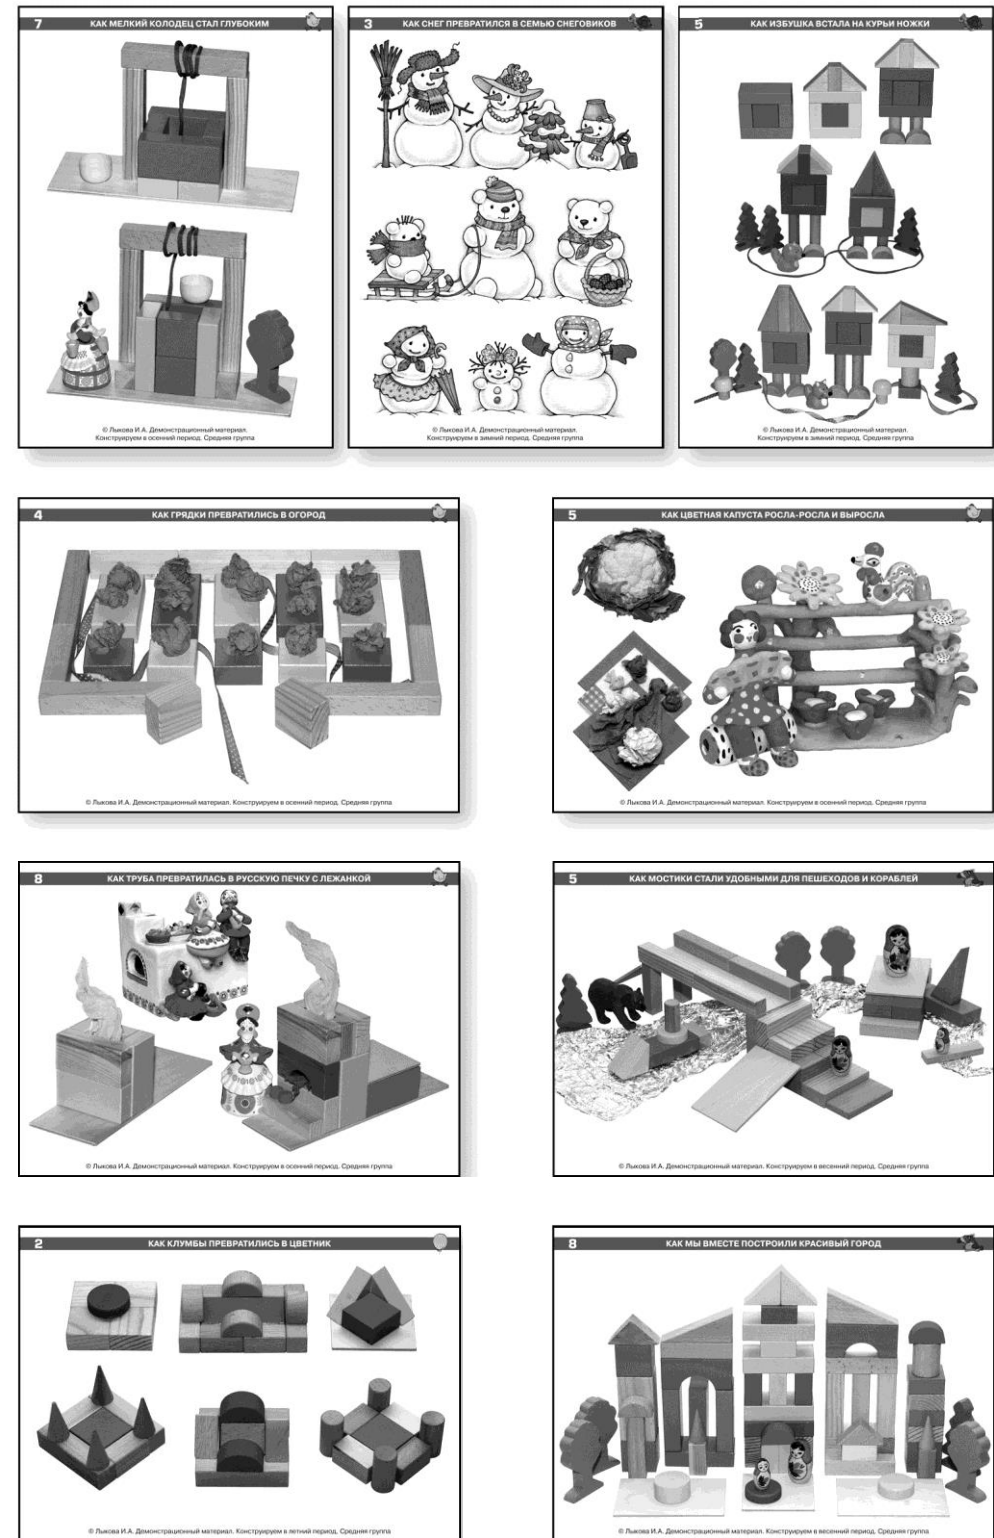 7 КАК МЕЛКИЙ КОЛОДЕЦ СТАЛ ГЛУБОКИМ
© Лыкова И.А. Демонстрационный материал.
Конструируем в осенний период. Средняя группа
3 КАК СНЕГ ПРЕВРАТИЛСЯ В СЕМЬЮ СНЕГОВИКОВ
© Лыкова И.А. Демонстрационный материал.
Конструируем в зимний период. Средняя группа
5 КАК ИЗБУШКА ВСТАЛА НА КУРЬИ НОЖКИ
© Лыкова И.А. Демонстрационный материал.
Конструируем в зимний период. Средняя группа
4 КАК ГРЯДКИ ПРЕВРАТИЛИСЬ В ОГОРОД
© Лыкова И.А. Демонстрационный материал. Конструируем в осенний период. Средняя группа
5 КАК ЦВЕТНАЯ КАПУСТА РОСЛА-РОСЛА И ВЫРОСЛА
© Лыкова И.А. Демонстрационный материал. Конструируем в осенний период. Средняя группа
8 КАК ТРУБА ПРЕВРАТИЛАСЬ В РУССКУЮ ПЕЧКУ С ЛЕЖАНКОЙ
© Лыкова И.А. Демонстрационный материал. Конструируем в осенний период. Средняя группа
5 КАК МОСТИКИ СТАЛИ УДОБНЫМИ ДЛЯ ПЕШЕХОДОВ И КОРАБЛЕЙ
© Лыкова И.А. Демонстрационный материал. Конструируем в весенний период. Средняя группа
2 КАК КЛУМБЫ ПРЕВРАТИЛИСЬ В ЦВЕТНИК
© Лыкова И.А. Демонстрационный материал. Конструируем в летний период. Средняя группа
8 КАК МЫ ВМЕСТЕ ПОСТРОИЛИ КРАСИВЫЙ ГОРОД
© Лыкова И.А. Демонстрационный материал. Конструируем в весенний период. Средняя группа